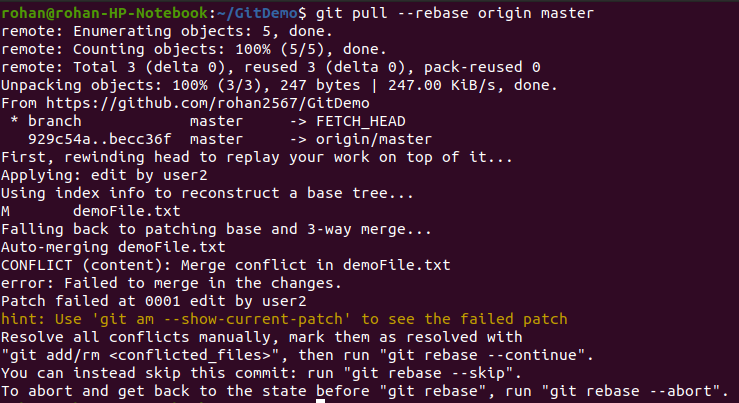 rohan@rohan-HP-Notebook:~/GitDemo$ git pull --rebase origin master
remote: Enumerating objects: 5, done.
remote: Counting objects: 100% (5/5), done.
remote: Total 3 (delta 0), reused 3 (delta 0), pack-reused 0
Unpacking objects: 100% (3/3), 247 bytes | 247.00 KiB/s, done.
From https://github.com/rohan2567/GitDemo
 * branch            master     -> FETCH_HEAD
   929c54a..becc36f  master     -> origin/master
First, rewinding head to replay your work on top of it...
Applying: edit by user2
Using index info to reconstruct a base tree...
M       demoFile.txt
Falling back to patching base and 3-way merge...
Auto-merging demoFile.txt
CONFLICT (content): Merge conflict in demoFile.txt
error: Failed to merge in the changes.
Patch failed at 0001 edit by user2
hint: Use 'git am --show-current-patch' to see the failed patch
Resolve all conflicts manually, mark them as resolved with
"git add/rm <conflicted_files>", then run "git rebase --continue".
You can instead skip this commit: run "git rebase --skip".
To abort and get back to the state before "git rebase", run "git rebase --abort".